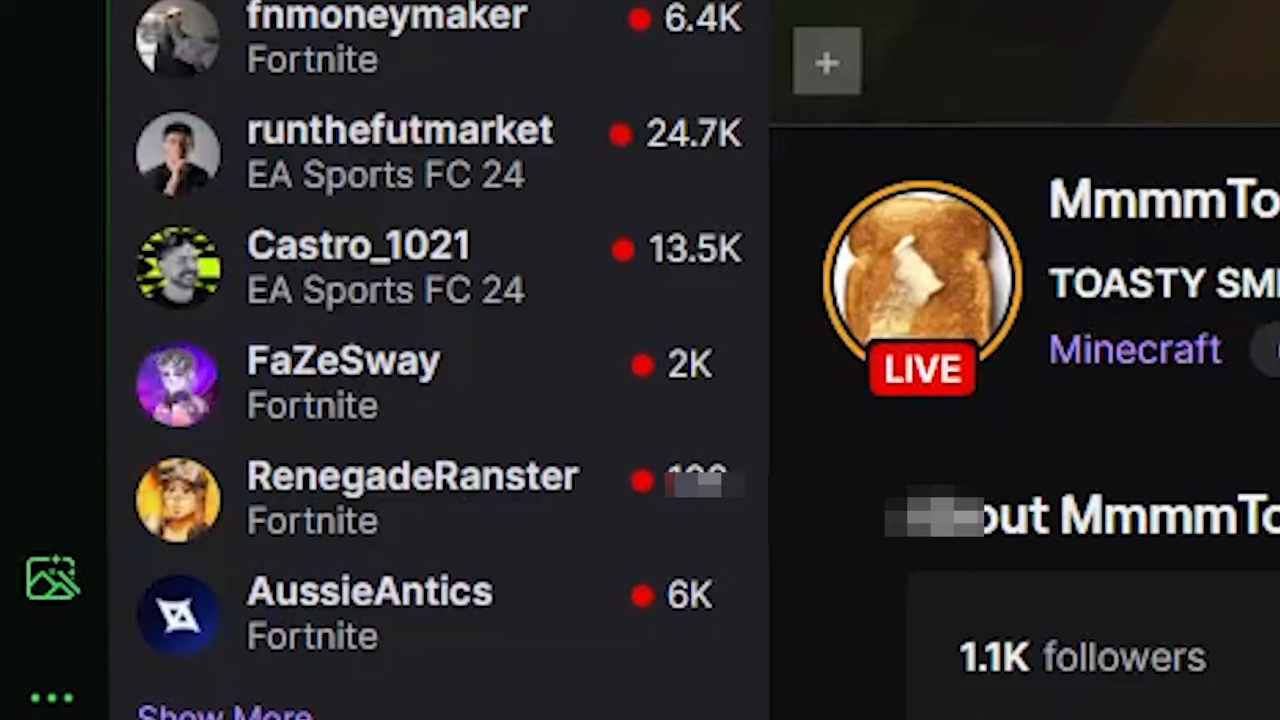 fnmoneymaker 6.4K
Fortnite
runthefutmarket 24.7K
EA Sports FC 24
Castro_1021 13.5K
EA Sports FC 24
FaZeSway 2K
Fortnite
RenegadeRanster
Fortnite
AussieAntics 6K
Fortnite
Show More
+
MmmmTo
TOASTY SM
Minecraft
LIVE
out MmmmTo
1.1K followers